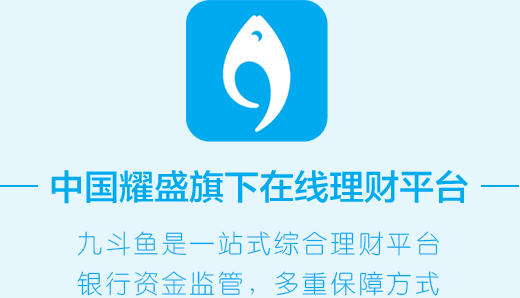 中国耀盛旗下在线理财平台
九斗鱼是一站式综合理财平台
银行资金监管，多重保障方式